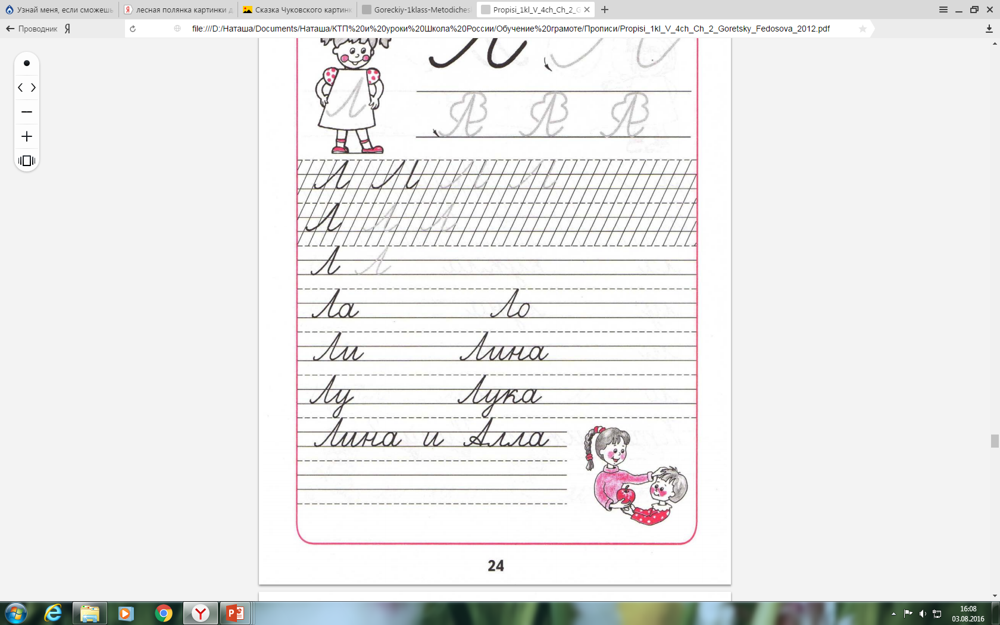 Узнай меня, если сможешь
лесная полянка картинки д
Сказка Чуковского картинк
Goreckiy-1klass-Metodiches
Propisi_1kl_V_4ch_Ch_2_G
Проводник Я file:///D:/Наташа/Documents/Наташа/КТП%20и%20уроки%20Школа%20России/Обучение%20грамоте/Прописи/Propisi_1kl_V_4ch_Ch_2_Goretsky_Fedosova_2012.pdf
Л Л
Л
Л Л Л Л
Л Л Л
Л Л
Ла Ло
Ли Лина
Лу Лука
Лина и Алла
24
16:08
03.08.2016